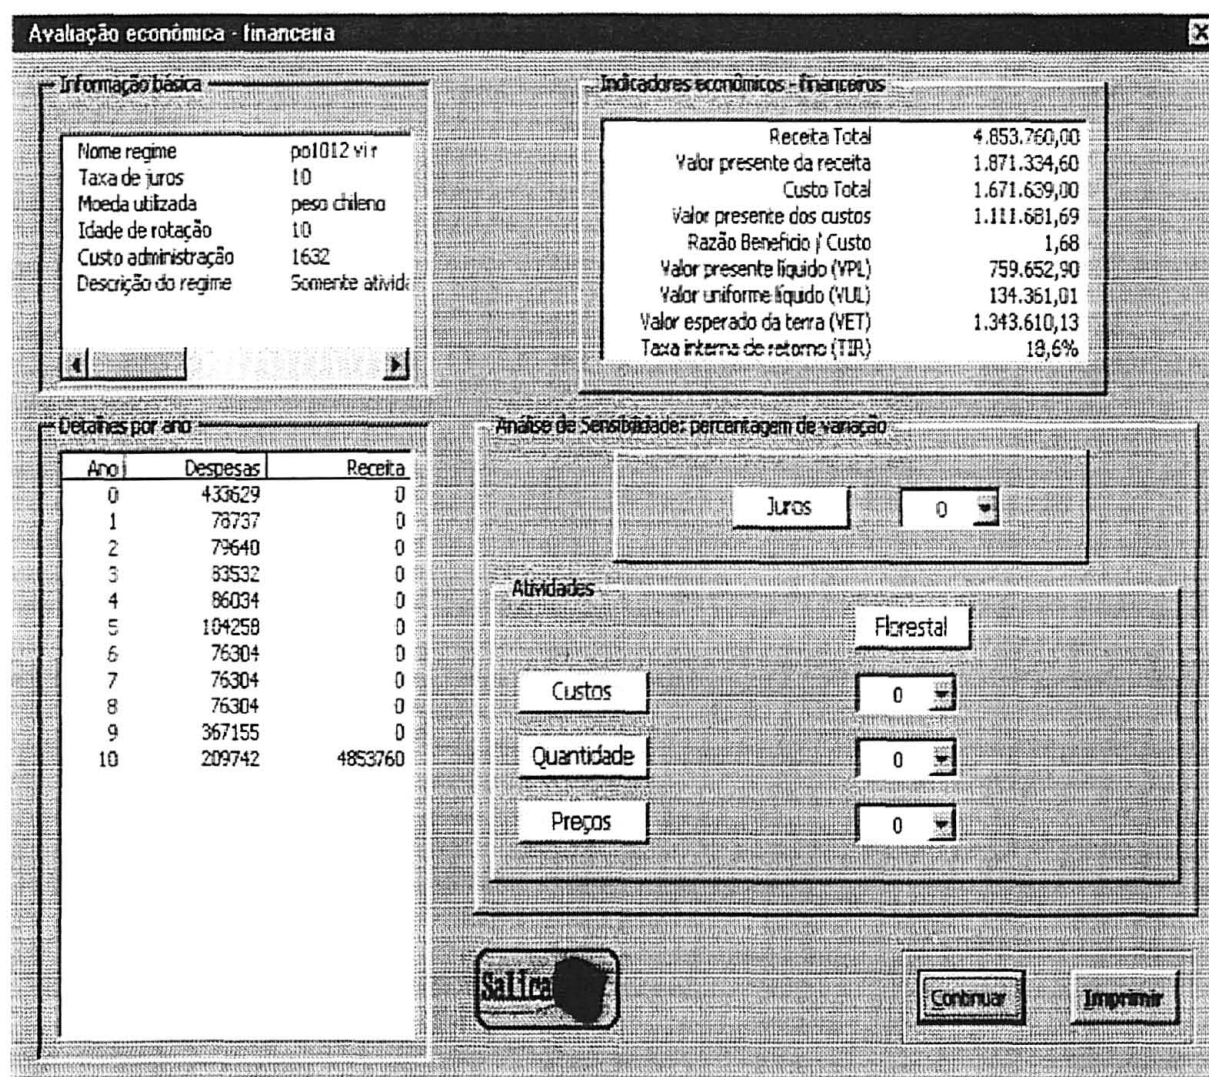 Avaliação econômica - financeira
Informação básica
Nome regime po1012 vir
Taxa de juros 10
Moeda utilizada peso chileno
Idade de rotação 10
Custo administração 1632
Descrição do regime Somente ativida
Indicadores econômicos - financeiros
Receita Total 4.853.760,00
Valor presente da receita 1.871.334,60
Custo Total 1.671.639,00
Valor presente dos custos 1.111.681,69
Razão Beneficio / Custo 1,68
Valor presente líquido (VPL) 759.652,90
Valor uniforme líquido (VUL) 134.361,01
Valor esperado da terra (VET) 1.343.610,13
Taxa interna de retorno (TIR) 18,6%
Detalhes por ano
Ano Despesas Receita
0 433629 0
1 78737 0
2 79640 0
3 83532 0
4 86034 0
5 104258 0
6 76304 0
7 76304 0
8 76304 0
9 367155 0
10 209742 4853760
Análise de Sensibilidade: percentagem de variação
Juros 0
Atividades
Florestal
Custos 0
Quantidade 0
Preços 0
Continuar Imprimir